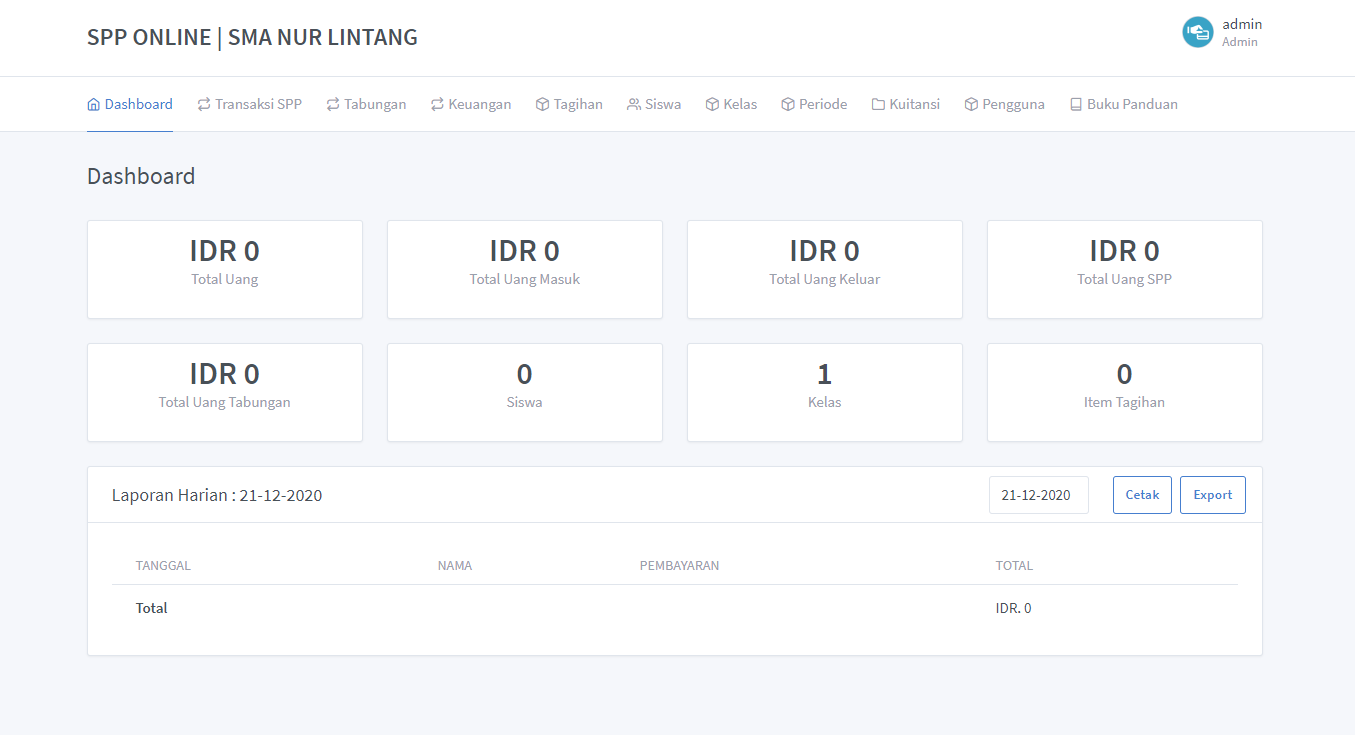 SPP ONLINE | SMA NUR LINTANG
admin
Admin
Dashboard Transaksi SPP Tabungan Keuangan Tagihan Siswa Kelas Periode Kuitansi Pengguna Buku Panduan
Dashboard
IDR 0 IDR 0 IDR 0 IDR 0
Total Uang Total Uang Masuk Total Uang Keluar Total Uang SPP
IDR 0 0 1 0
Total Uang Tabungan Siswa Kelas Item Tagihan
Laporan Harian : 21-12-2020 21-12-2020 Cetak Export
TANGGAL NAMA PEMBAYARAN TOTAL
Total IDR. 0